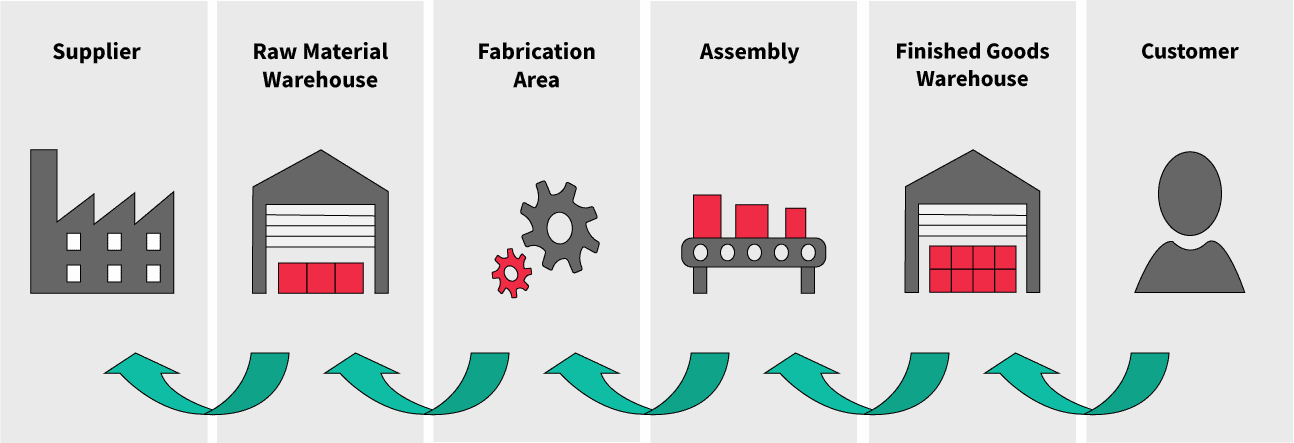 Supplier
Raw Material
Warehouse
Fabrication
Area
Assembly
Finished Goods
Warehouse
Customer